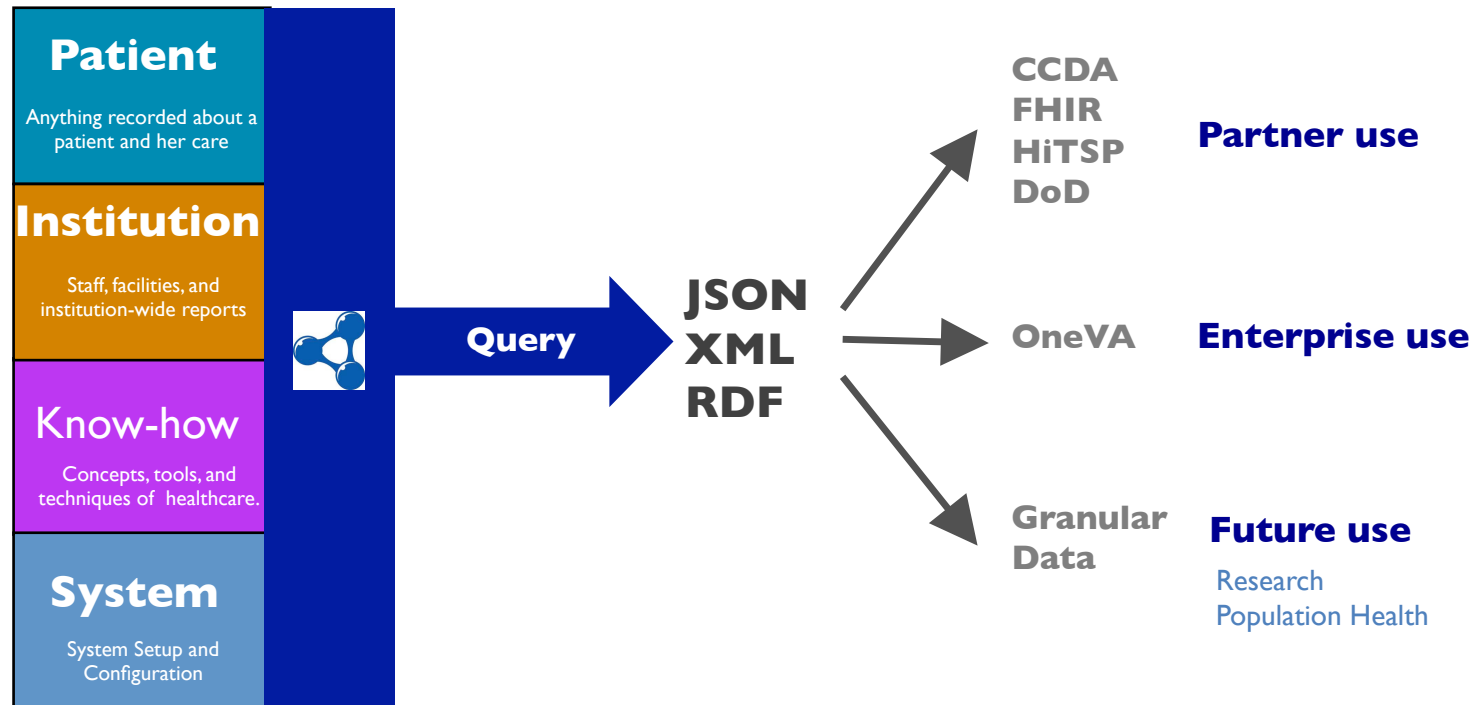 Patient
Anything recorded about a
patient and her care
Institution
Staff, facilities, and
institution-wide reports
Know-how
Concepts, tools, and
techniques of healthcare.
System
System Setup and
Configuration
Query
JSON
XML
RDF
CCDA
FHIR
HiTSP
DoD
Partner use
OneVA
Enterprise use
Granular
Data
Future use
Research
Population Health